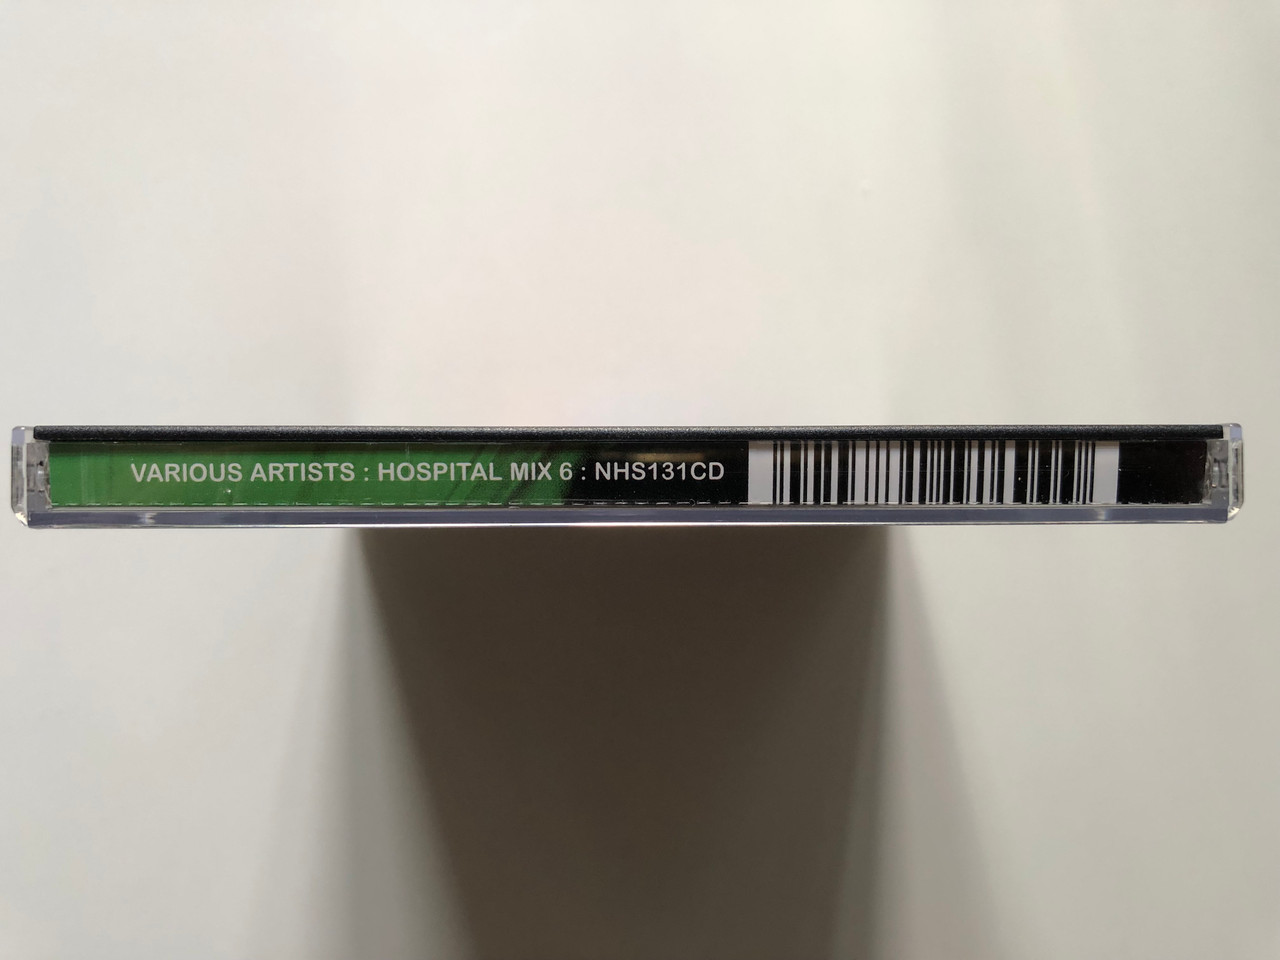 VARIOUS ARTISTS : HOSPITAL MIX 6 : NHS131CD